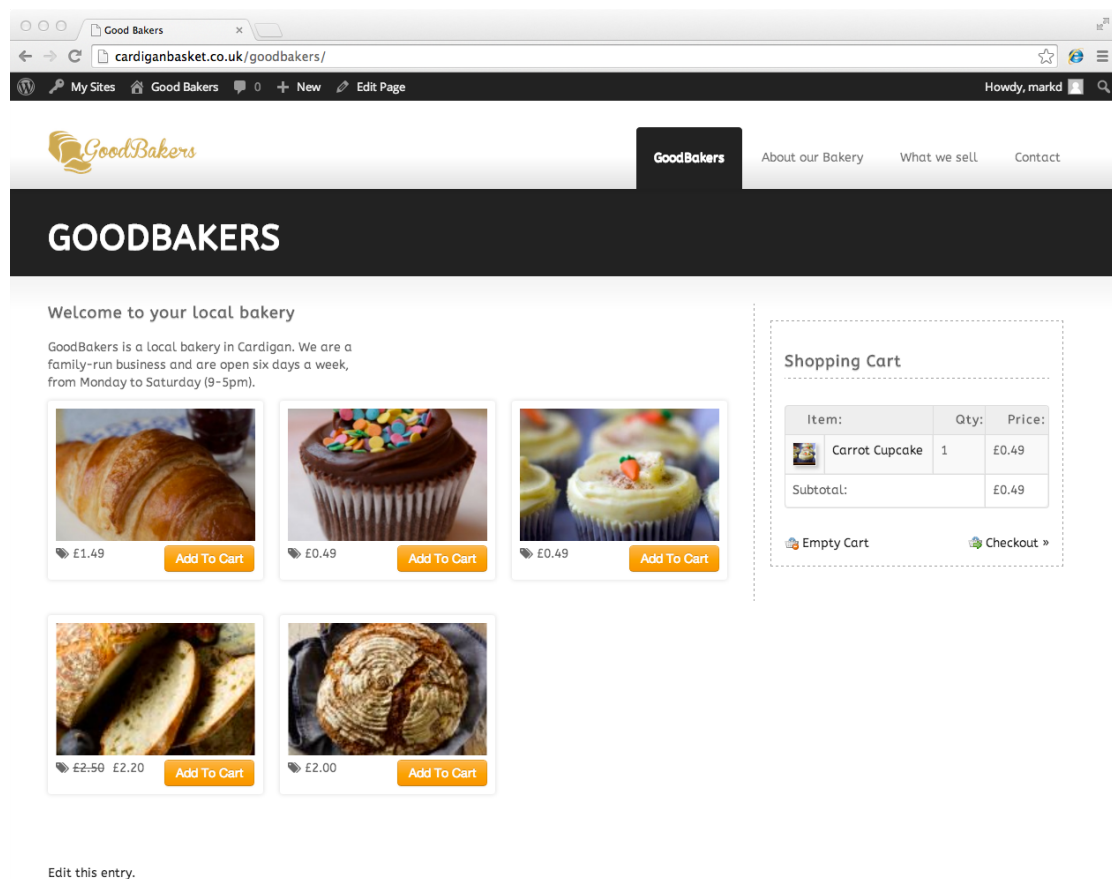 Good Bakers
cardiganbasket.co.uk/goodbakers/
My Sites Good Bakers 0 New Edit Page Howdy, markd
GoodBakers
GoodBakers About our Bakery What we sell Contact
GOODBAKERS
Welcome to your local bakery
GoodBakers is a local bakery in Cardigan. We are a
family-run business and are open six days a week,
from Monday to Saturday (9-5pm).
£1.49 Add To Cart
£0.49 Add To Cart
£0.49 Add To Cart
£2.50 £2.20 Add To Cart
£2.00 Add To Cart
Shopping Cart
Item: Qty: Price:
Carrot Cupcake 1 £0.49
Subtotal: £0.49
Empty Cart Checkout »
Edit this entry.